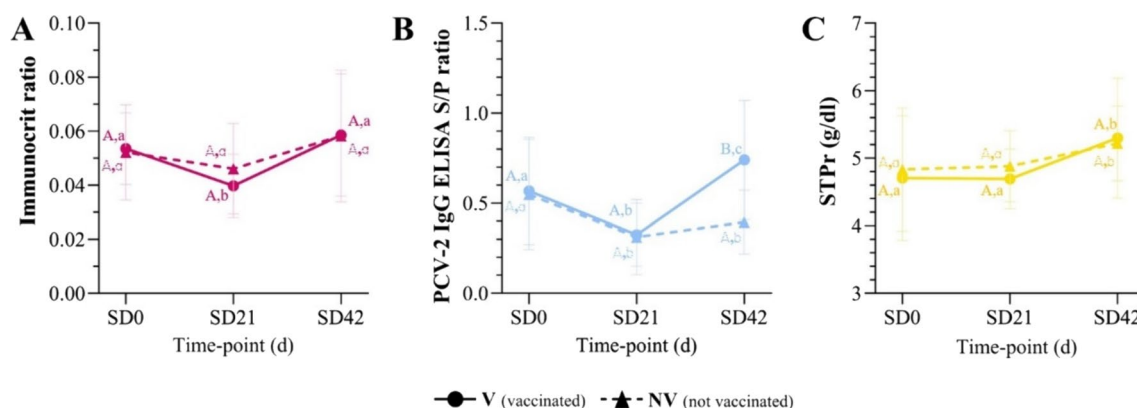 A
Immunocrit ratio
0.10
0.08
0.06
0.04
0.02
0.00
A,a
A,a
A,a
A,b
A,a
A,a
SD0 SD21 SD42
Time-point (d)
B
PCV-2 IgG ELISA S/P ratio
1.5
1.0
0.5
0.0
A,a
A,a
A,b
A,b
B,c
A,b
SD0 SD21 SD42
Time-point (d)
C
STPr (g/dl)
7
6
5
4
3
A,a
A,a
A,a
A,a
A,b
A,b
SD0 SD21 SD42
Time-point (d)
V (vaccinated) NV (not vaccinated)